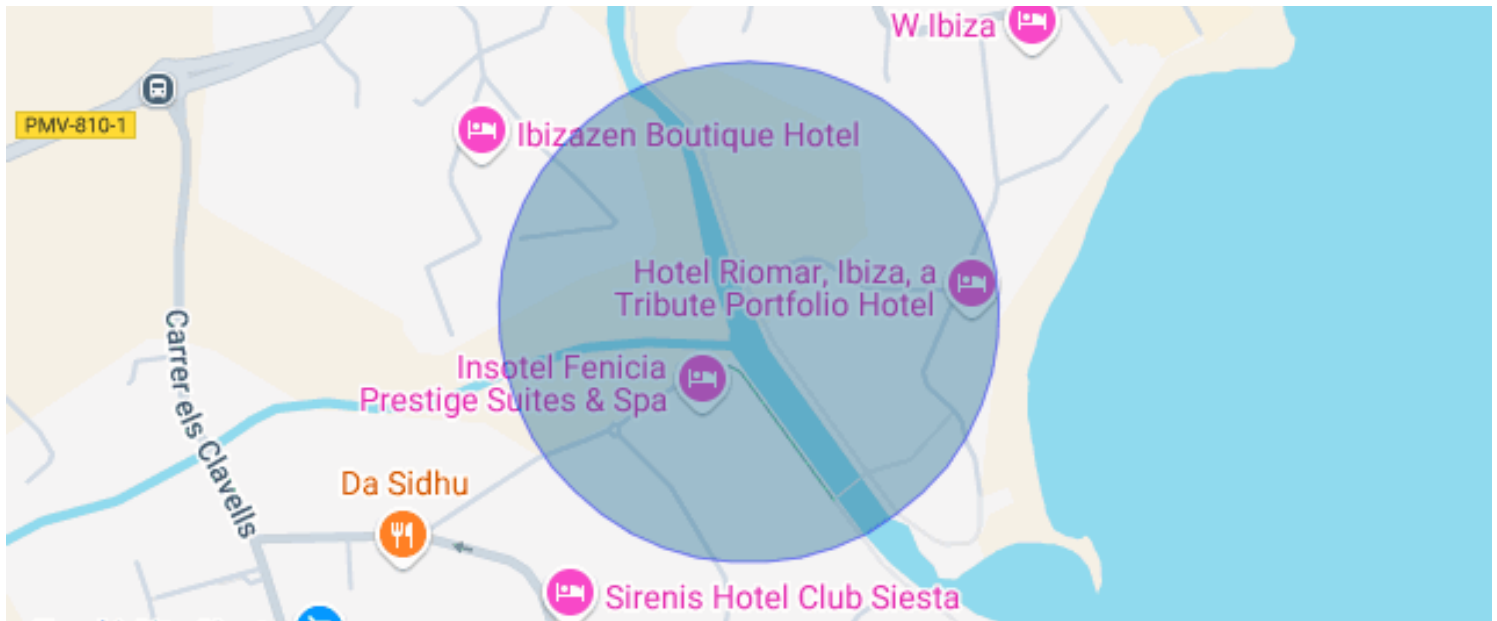 W Ibiza
PMV-810-1
Ibizazen Boutique Hotel
Hotel Riomar, Ibiza, a
Tribute Portfolio Hotel
Insotel Fenicia
Prestige Suites & Spa
Carrer els Clavells
Da Sidhu
Sirenis Hotel Club Siesta